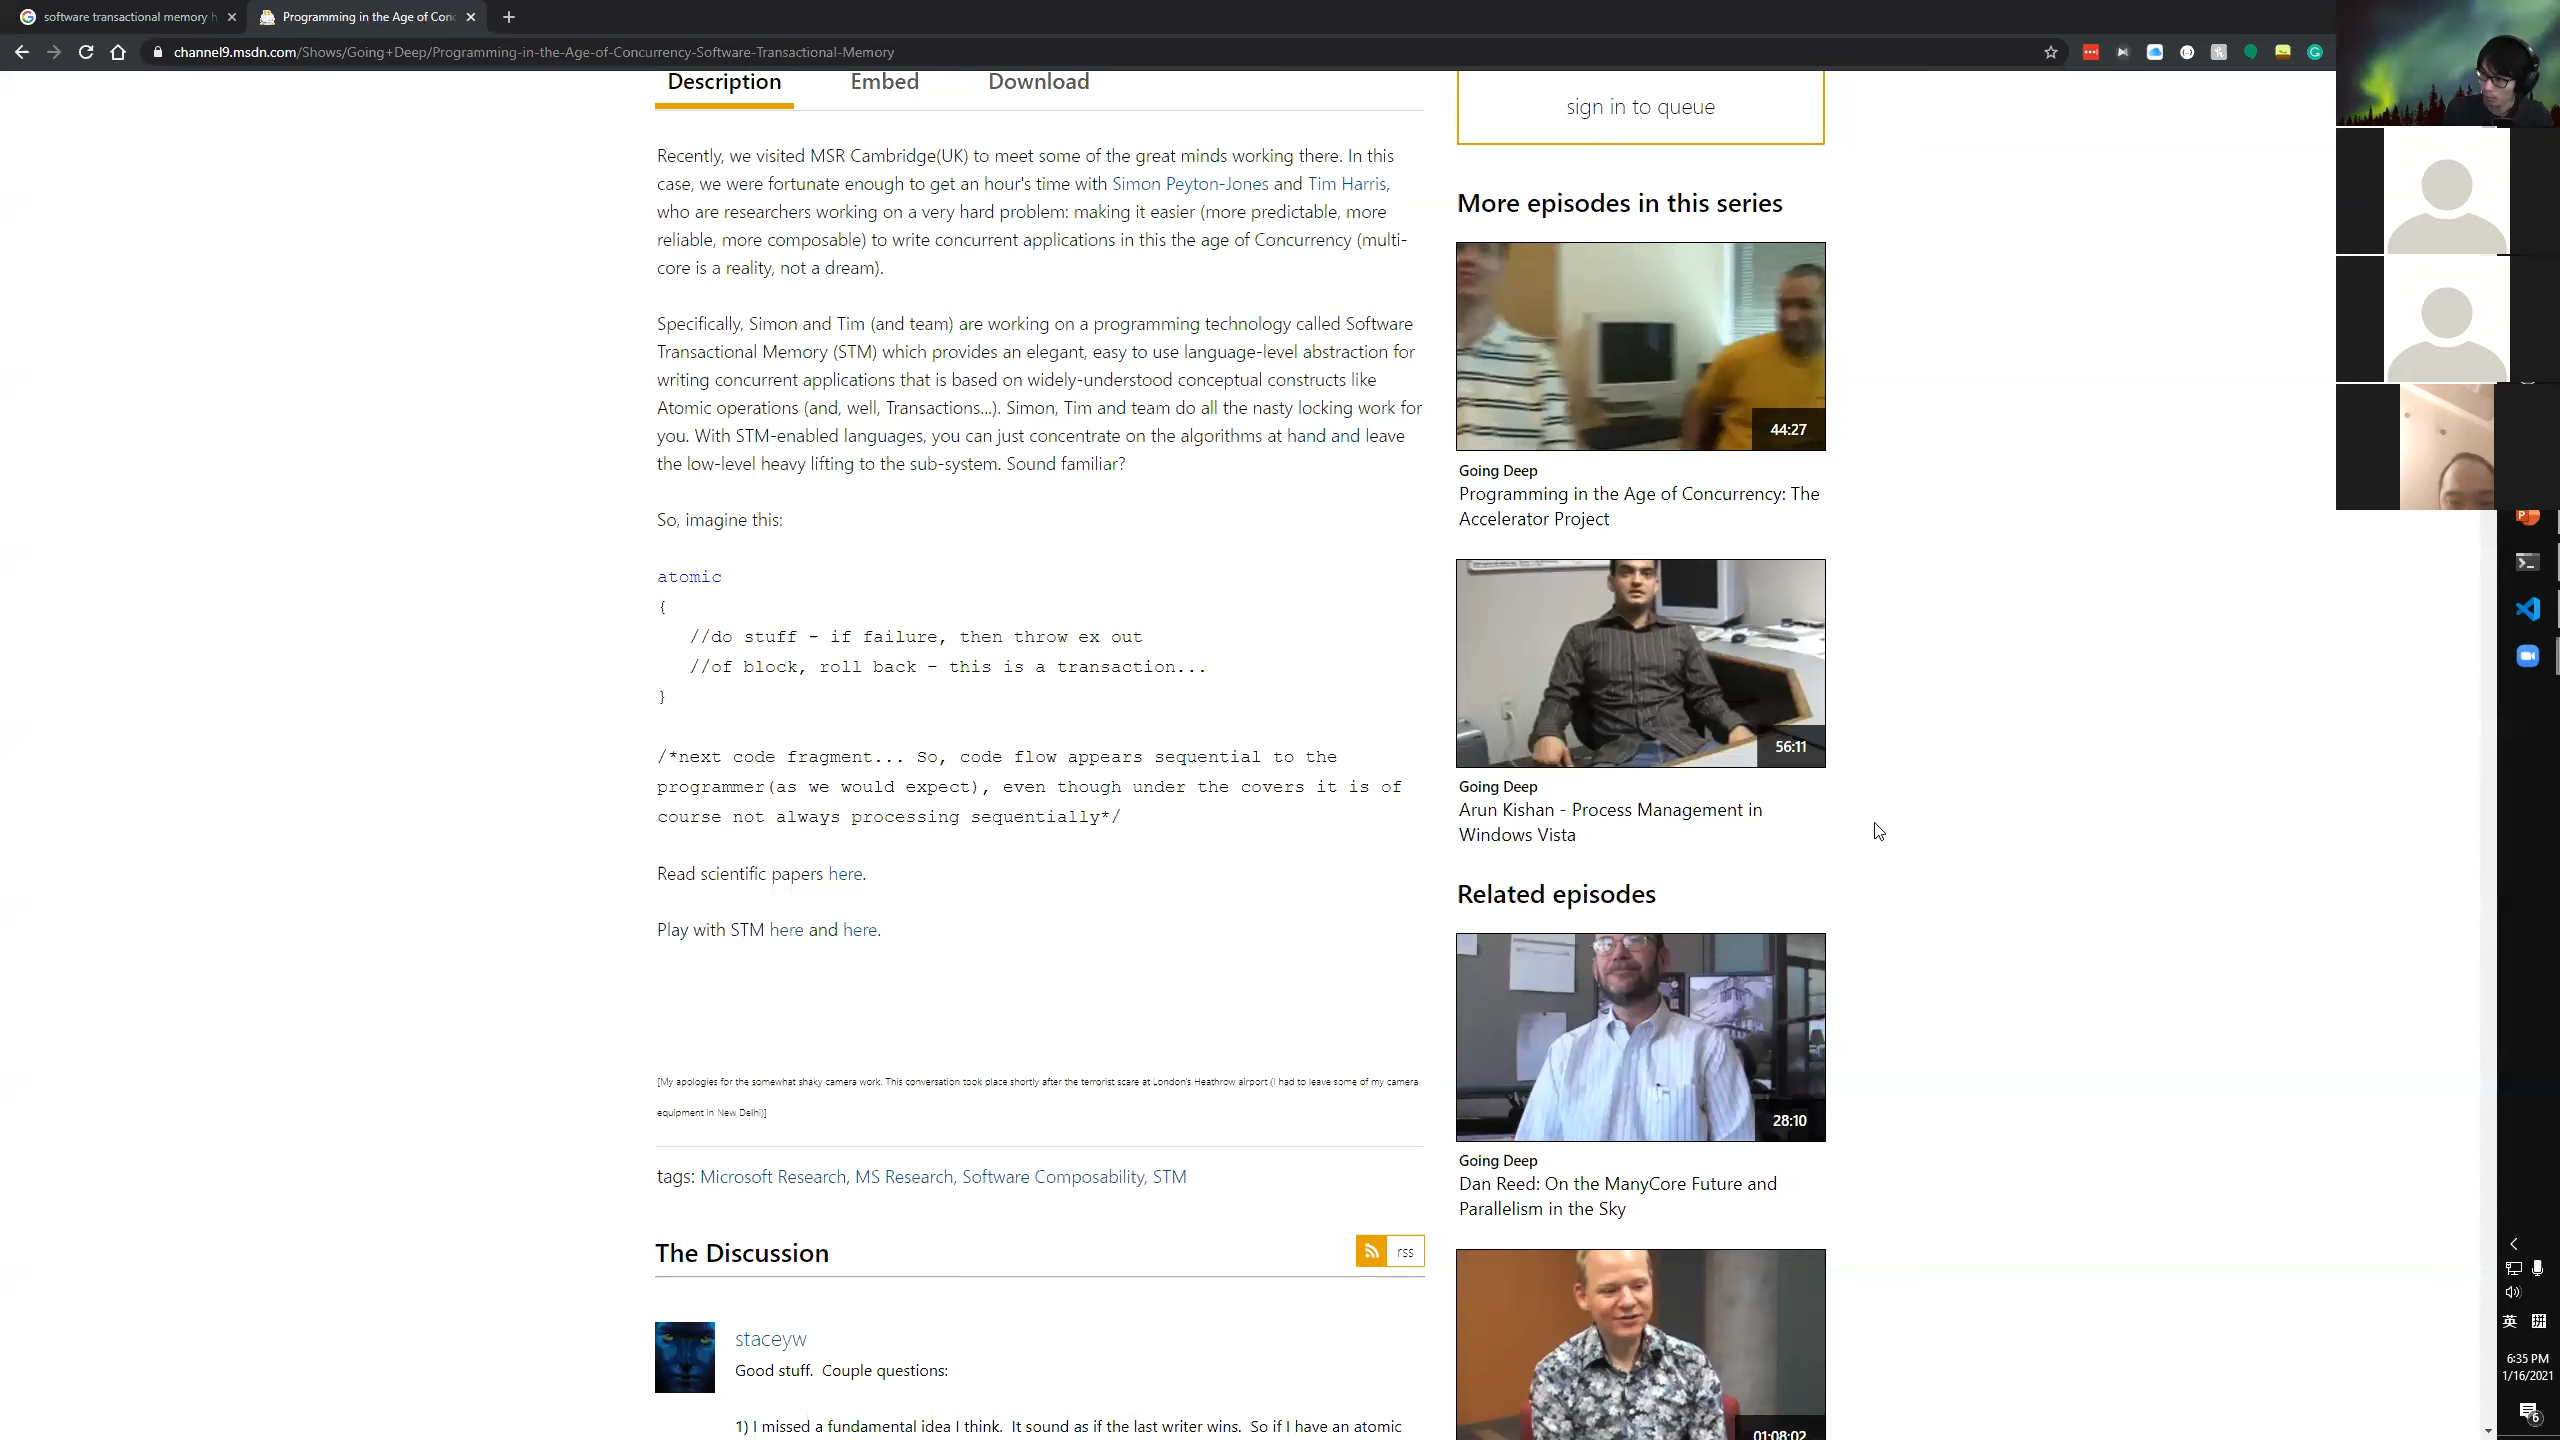 software transactional memory h
Programming in the Age of Conc
channel9.msdn.com/Shows/Going+Deep/Programming-in-the-Age-of-Concurrency-Software-Transactional-Memory
Description
Embed
Download
Recently, we visited MSR Cambridge(UK) to meet some of the great minds working there. In this
case, we were fortunate enough to get an hour's time with Simon Peyton-Jones and Tim Harris,
who are researchers working on a very hard problem: making it easier (more predictable, more
reliable, more composable) to write concurrent applications in this the age of Concurrency (multi-
core is a reality, not a dream).
Specifically, Simon and Tim (and team) are working on a programming technology called Software
Transactional Memory (STM) which provides an elegant, easy to use language-level abstraction for
writing concurrent applications that is based on widely-understood conceptual constructs like
Atomic operations (and, well, Transactions...). Simon, Tim and team do all the nasty locking work for
you. With STM-enabled languages, you can just concentrate on the algorithms at hand and leave
the low-level heavy lifting to the sub-system. Sound familiar?
So, imagine this:
atomic
{
//do stuff - if failure, then throw ex out
//of block, roll back - this is a transaction...
}
/*next code fragment... So, code flow appears sequential to the
programmer(as we would expect), even though under the covers it is of
course not always processing sequentially*/
Read scientific papers here.
Play with STM here and here.
[My apologies for the somewhat shaky camera work. This conversation took place shortly after the terrorist scare at London's Heathrow airport (I had to leave some of my camera
equipment in New Delhi)]
tags: Microsoft Research, MS Research, Software Composability, STM
The Discussion
rss
staceyw
Good stuff.  Couple questions:
1) I missed a fundamental idea I think.  It sound as if the last writer wins.  So if I have an atomic
sign in to queue
More episodes in this series
44:27
Going Deep
Programming in the Age of Concurrency: The
Accelerator Project
56:11
Going Deep
Arun Kishan - Process Management in
Windows Vista
Related episodes
28:10
Going Deep
Dan Reed: On the ManyCore Future and
Parallelism in the Sky
01:08:02
英 拼
6:35 PM
1/16/2021
6